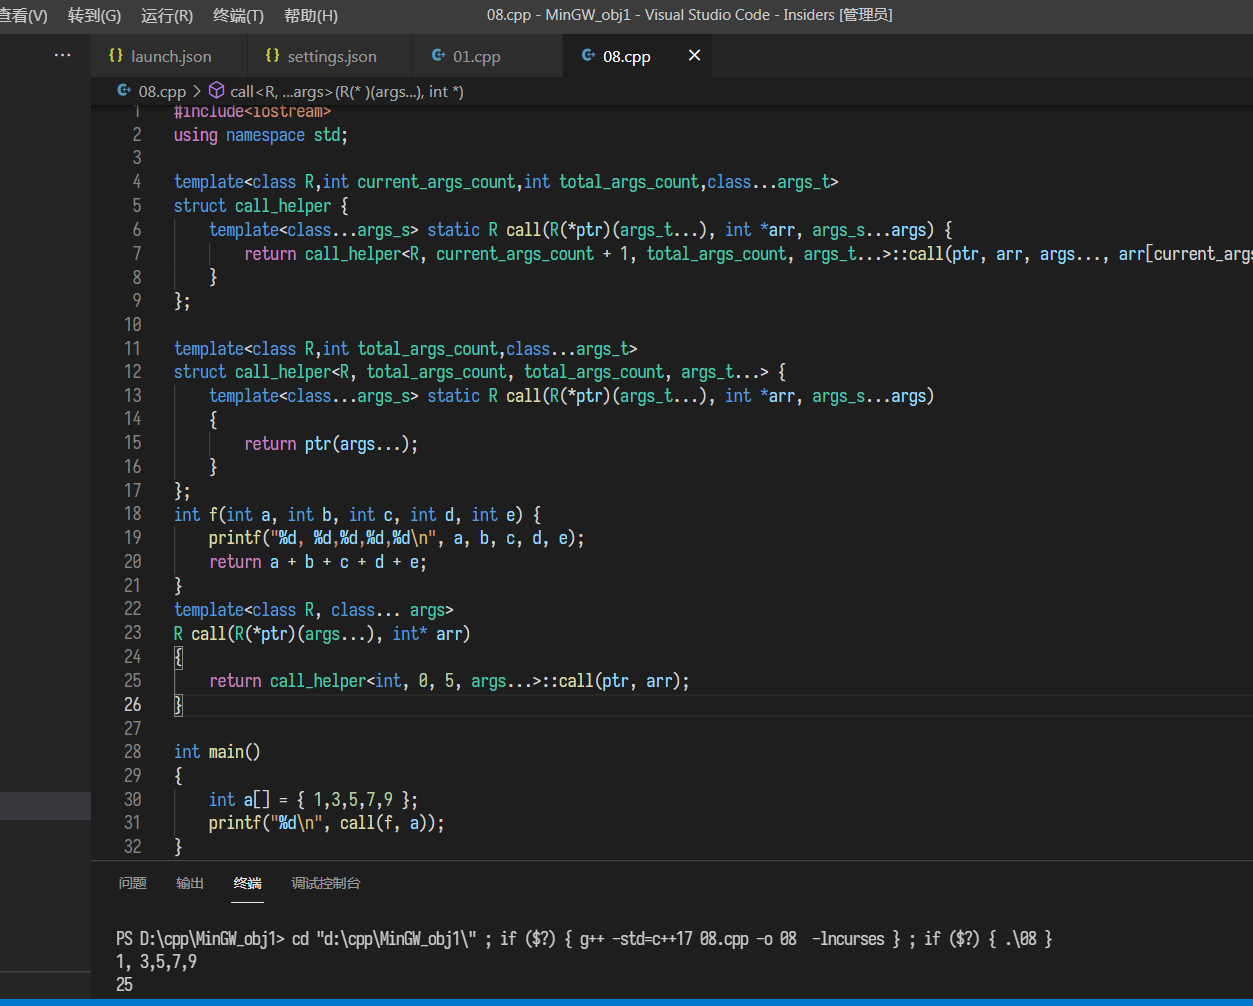 查看(V) 转到(G) 运行(R) 终端(T) 帮助(H) 08.cpp - MinGW_obj1 - Visual Studio Code - Insiders [管理员]
··· {} launch.json {} settings.json 01.cpp 08.cpp ×
08.cpp > call<R, ...args>(R(* )(args...), int *)
1 #include<iostream>
2 using namespace std;
3
4 template<class R,int current_args_count,int total_args_count,class...args_t>
5 struct call_helper {
6 template<class...args_s> static R call(R(*ptr)(args_t...), int *arr, args_s...args) {
7 return call_helper<R, current_args_count + 1, total_args_count, args_t...>::call(ptr, arr, args..., arr[current_args
8 }
9 };
10
11 template<class R,int total_args_count,class...args_t>
12 struct call_helper<R, total_args_count, total_args_count, args_t...> {
13 template<class...args_s> static R call(R(*ptr)(args_t...), int *arr, args_s...args)
14 {
15 return ptr(args...);
16 }
17 };
18 int f(int a, int b, int c, int d, int e) {
19 printf("%d, %d,%d,%d,%d\n", a, b, c, d, e);
20 return a + b + c + d + e;
21 }
22 template<class R, class... args>
23 R call(R(*ptr)(args...), int* arr)
24 {
25 return call_helper<int, 0, 5, args...>::call(ptr, arr);
26 }
27
28 int main()
29 {
30 int a[] = { 1,3,5,7,9 };
31 printf("%d\n", call(f, a));
32 }
问题 输出 终端 调试控制台
PS D:\cpp\MinGW_obj1> cd "d:\cpp\MinGW_obj1\" ; if ($?) { g++ -std=c++17 08.cpp -o 08 -lncurses } ; if ($?) { .\08 }
1, 3,5,7,9
25